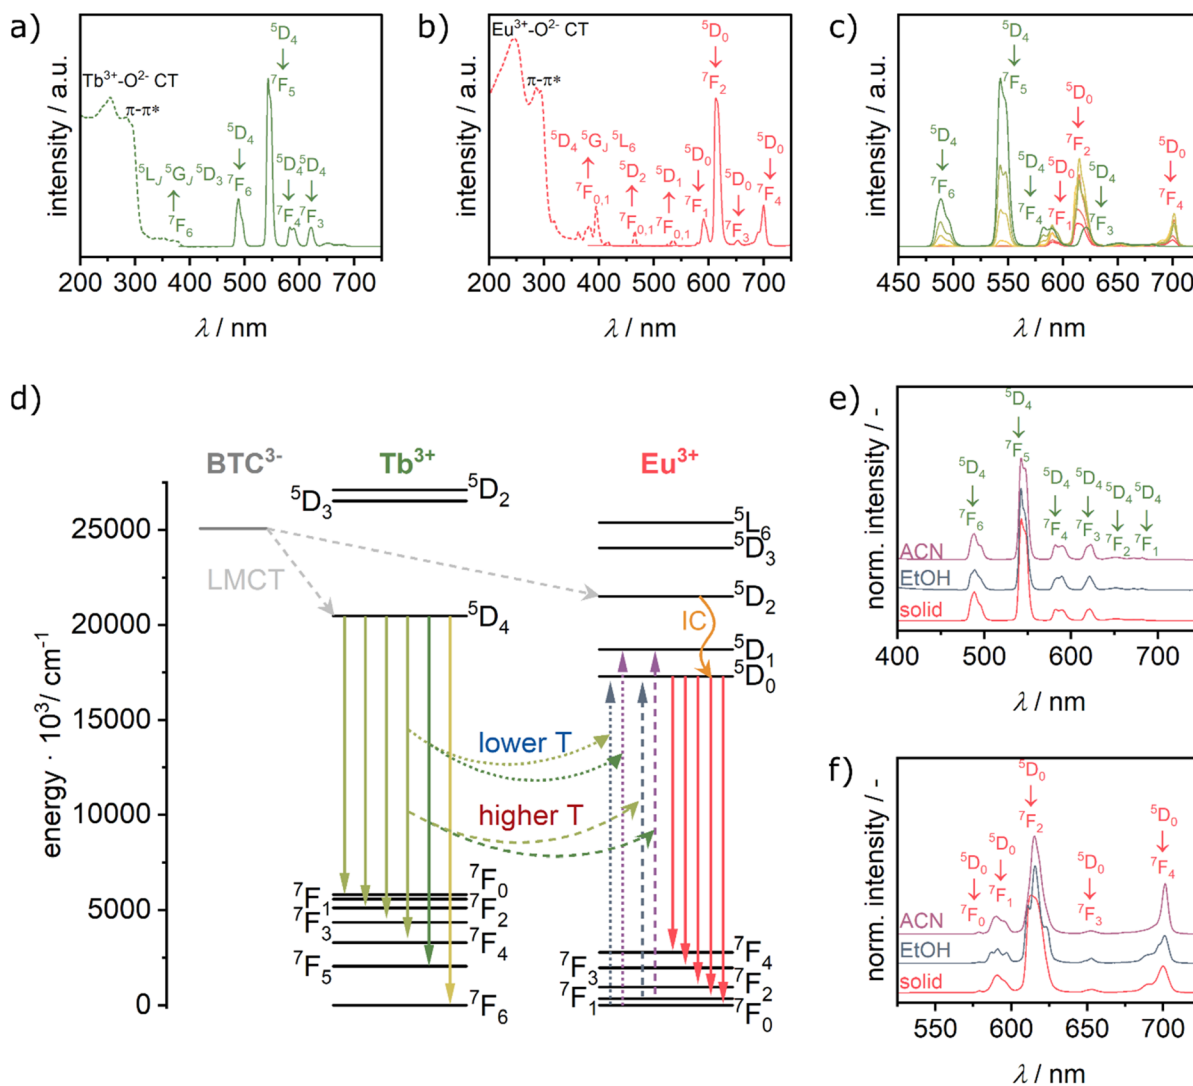 a)
intensity / a.u.
Tb³⁺-O²⁻ CT
π-π*
⁵L_J ⁵G_J ⁵D₃
↑
⁷F₆
⁵D₄
↓
⁷F₆
⁵D₄
↓
⁷F₅
⁵D₄ ⁵D₄
↓ ↓
⁷F₄ ⁷F₃
200 300 400 500 600 700
λ / nm
b)
intensity / a.u.
Eu³⁺-O²⁻ CT
π-π*
⁵D₄ ⁵G_J ⁵L₆
↑
⁷F₀,₁
⁵D₂
↑
⁷F₀,₁
⁵D₁
↑
⁷F₀,₁
⁵D₀
↓
⁷F₁
⁵D₀
↓
⁷F₂
⁵D₀
↓
⁷F₃
⁵D₀
↓
⁷F₄
200 300 400 500 600 700
λ / nm
c)
intensity / a.u.
⁵D₄
↓
⁷F₆
⁵D₄
↓
⁷F₅
⁵D₄
↓
⁷F₄
⁵D₀
↓
⁷F₁
⁵D₀
↓
⁷F₂
⁵D₄
↓
⁷F₃
⁵D₀
↓
⁷F₄
450 500 550 600 650 700
λ / nm
d)
energy · 10³/ cm⁻¹
25000
20000
15000
10000
5000
0
BTC³⁻
LMCT
Tb³⁺
⁵D₂
⁵D₃
⁵D₄
⁷F₀
⁷F₁
⁷F₂
⁷F₃
⁷F₄
⁷F₅
⁷F₆
lower T
higher T
Eu³⁺
⁵L₆
⁵D₃
⁵D₂
IC
⁵D₁
⁵D₀
⁷F₄
⁷F₃
⁷F₂
⁷F₁
⁷F₀
e)
norm. intensity / -
⁵D₄
↓
⁷F₆
⁵D₄
↓
⁷F₅
⁵D₄ ⁵D₄ ⁵D₄ ⁵D₄
↓ ↓ ↓ ↓
⁷F₄ ⁷F₃ ⁷F₂ ⁷F₁
ACN
EtOH
solid
400 500 600 700
λ / nm
f)
norm. intensity / -
⁵D₀
↓
⁷F₀
⁵D₀
↓
⁷F₁
⁵D₀
↓
⁷F₂
⁵D₀
↓
⁷F₃
⁵D₀
↓
⁷F₄
ACN
EtOH
solid
550 600 650 700
λ / nm